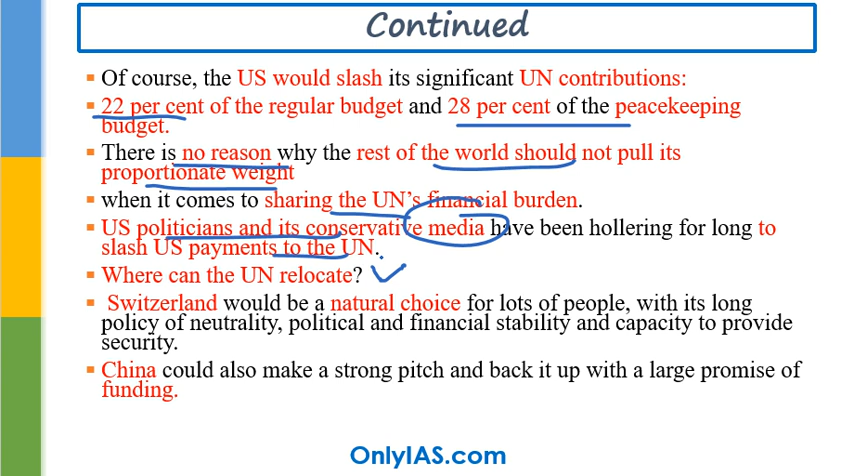 Continued
▪ Of course, the US would slash its significant UN contributions:
▪ 22 per cent of the regular budget and 28 per cent of the peacekeeping
budget.
▪ There is no reason why the rest of the world should not pull its
proportionate weight
▪ when it comes to sharing the UN's financial burden.
▪ US politicians and its conservative media have been hollering for long to
slash US payments to the UN.
▪ Where can the UN relocate?
▪ Switzerland would be a natural choice for lots of people, with its long
policy of neutrality, political and financial stability and capacity to provide
security.
▪ China could also make a strong pitch and back it up with a large promise of
funding.
OnlyIAS.com